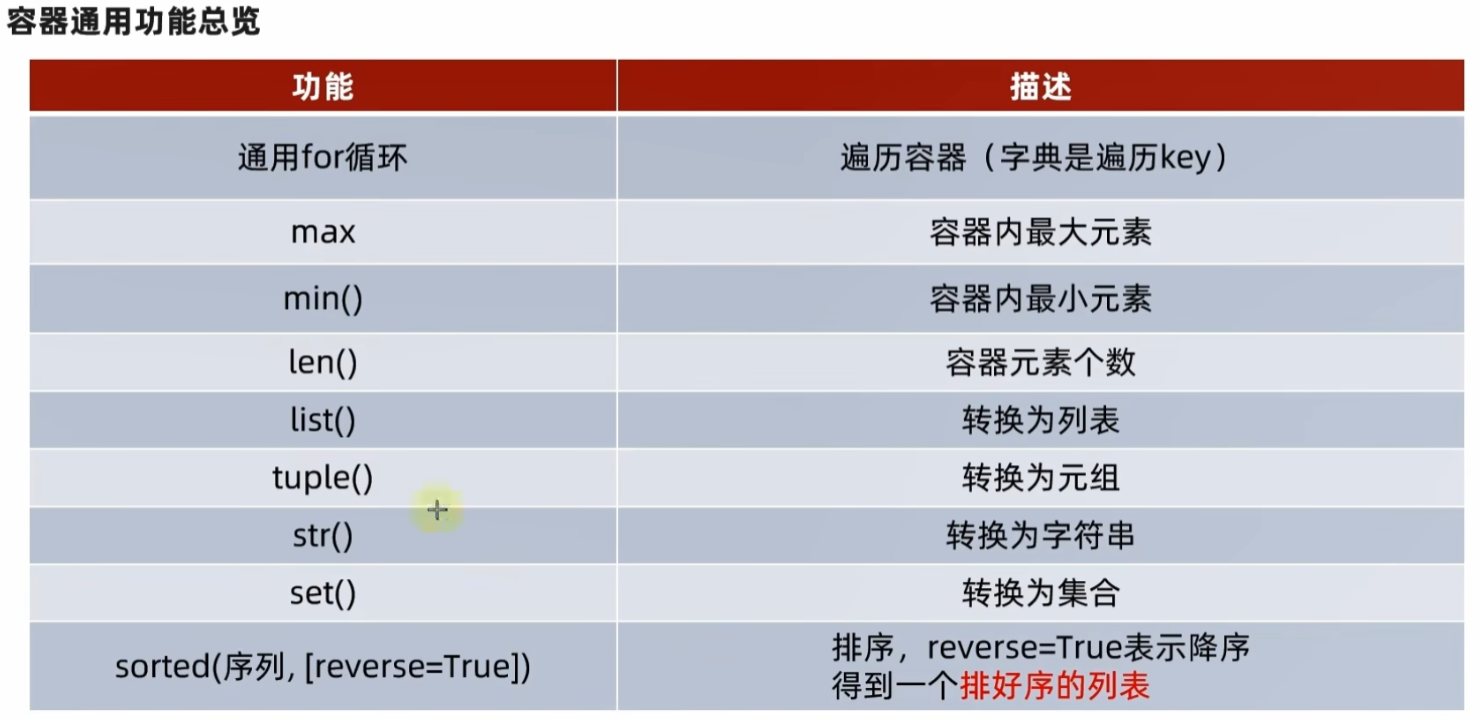 容器通用功能总览
功能 描述
通用for循环 遍历容器（字典是遍历key）
max 容器内最大元素
min() 容器内最小元素
len() 容器元素个数
list() 转换为列表
tuple() 转换为元组
str() 转换为字符串
set() 转换为集合
sorted(序列, [reverse=True]) 排序，reverse=True表示降序
得到一个排好序的列表